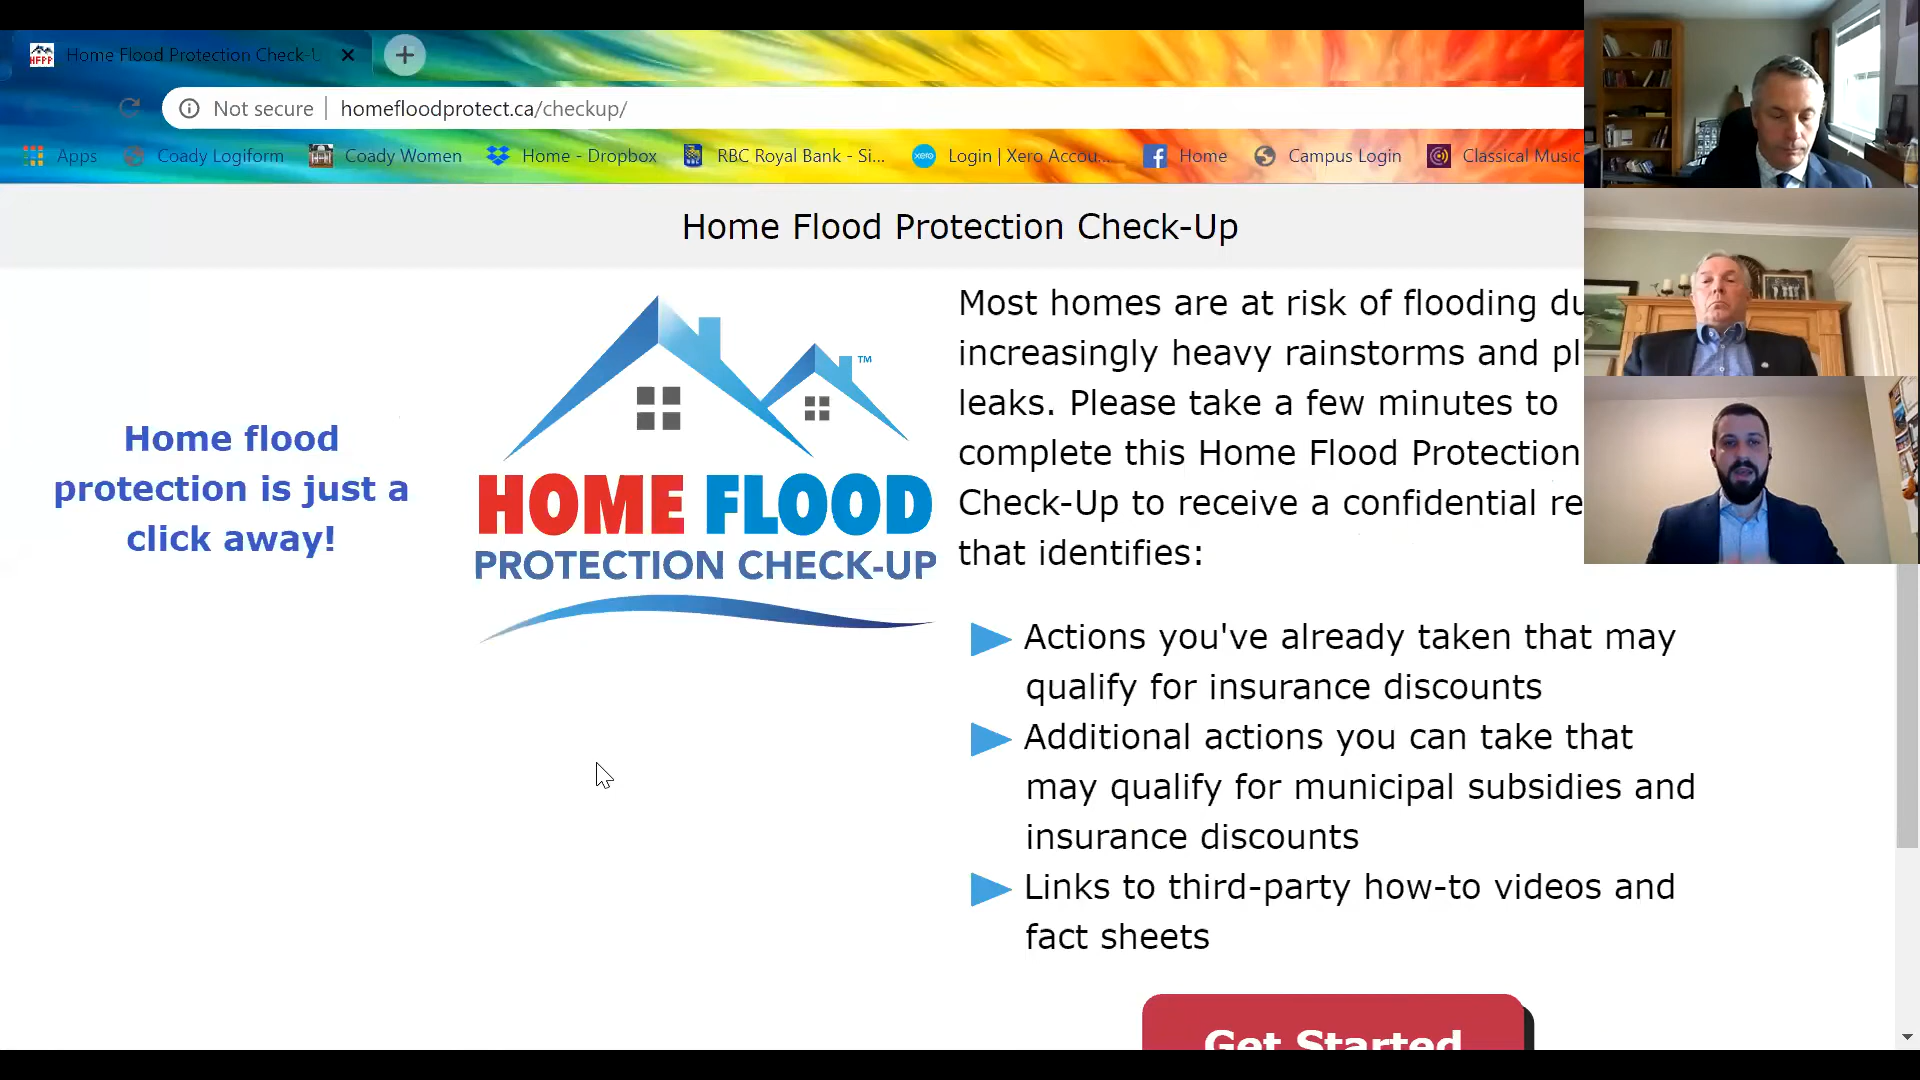 Home Flood Protection Check-U
Not secure homefloodprotect.ca/checkup/
Apps Coady Logiform Coady Women Home - Dropbox RBC Royal Bank - Si... Login | Xero Accou... Home Campus Login Classical Music
Home Flood Protection Check-Up
Home flood
protection is just a
click away!
TM
HOME FLOOD
PROTECTION CHECK-UP
Most homes are at risk of flooding du
increasingly heavy rainstorms and pl
leaks. Please take a few minutes to
complete this Home Flood Protection
Check-Up to receive a confidential re
that identifies:
Actions you've already taken that may
qualify for insurance discounts
Additional actions you can take that
may qualify for municipal subsidies and
insurance discounts
Links to third-party how-to videos and
fact sheets
Get Started